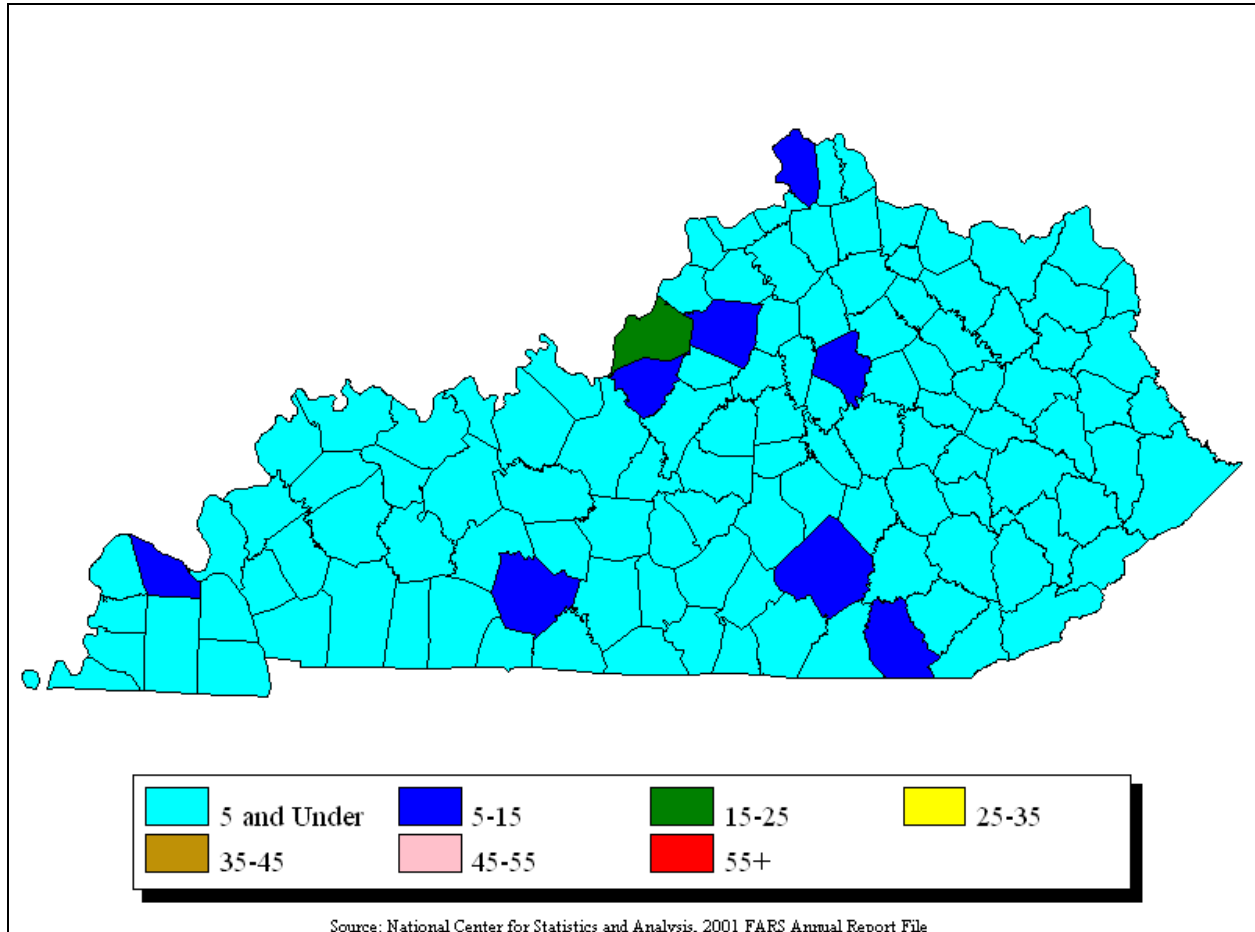 5 and Under 5-15 15-25 25-35
35-45 45-55 55+
Source: National Center for Statistics and Analysis, 2001 FARS Annual Report File